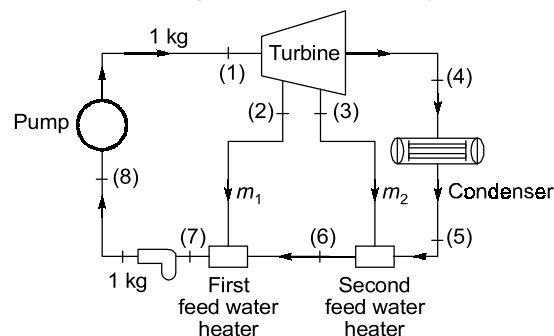 1 kg
Turbine
(1)
(2)
(3)
(4)
Pump
(8)
m1
m2
Condenser
(7)
(6)
(5)
1 kg
First
feed water
heater
Second
feed water
heater